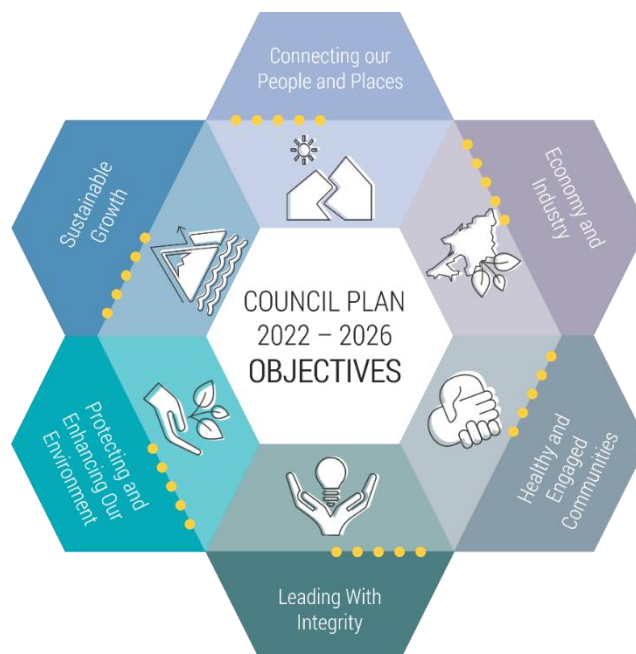 Connecting our
People and Places
Economy and
Industry
Healthy and
Engaged
Communities
Leading With
Integrity
Protecting and
Enhancing Our
Environment
Sustainable
Growth
COUNCIL PLAN
2022 – 2026
OBJECTIVES